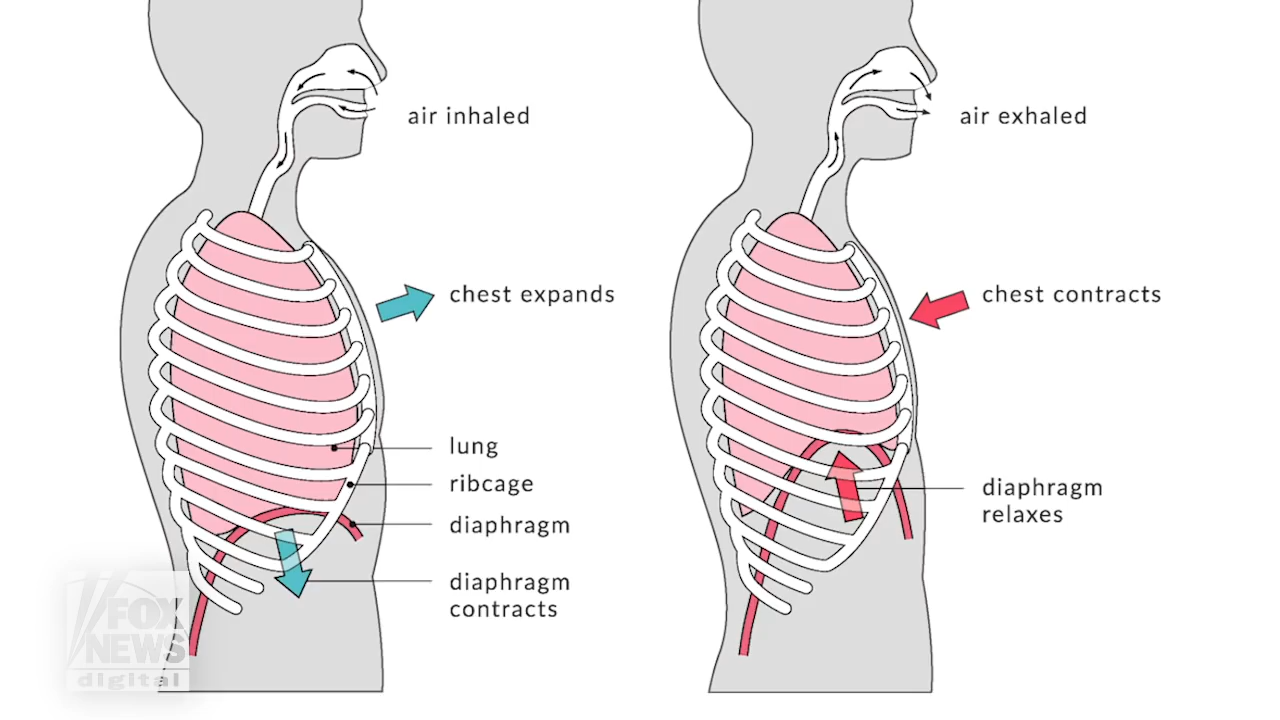 air inhaled
chest expands
lung
ribcage
diaphragm
diaphragm
contracts
air exhaled
chest contracts
diaphragm
relaxes
FOX
NEWS
digital